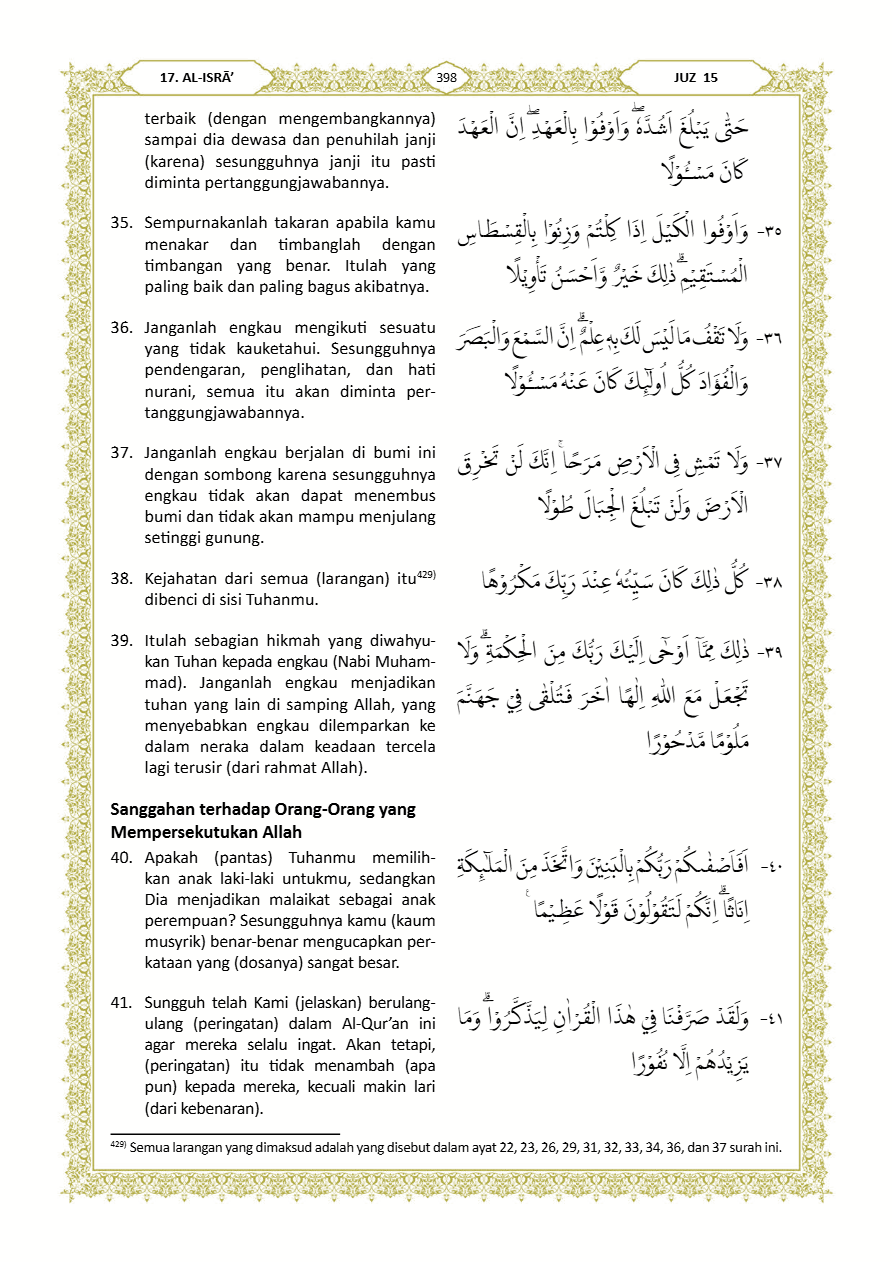 17. AL-ISRĀ’
398
JUZ 15
terbaik (dengan mengembangkannya)
sampai dia dewasa dan penuhilah janji
(karena) sesungguhnya janji itu pasti
diminta pertanggungjawabannya.
حَتّٰى يَبْلُغَ اَشُدَّهٗۖ وَاَوْفُوْا بِالْعَهْدِۖ اِنَّ الْعَهْدَ
كَانَ مَسْـُٔوْلًا
35. Sempurnakanlah takaran apabila kamu
menakar dan timbanglah dengan
timbangan yang benar. Itulah yang
paling baik dan paling bagus akibatnya.
٣٥- وَاَوْفُوا الْكَيْلَ اِذَا كِلْتُمْ وَزِنُوْا بِالْقِسْطَاسِ
الْمُسْتَقِيْمِۗ ذٰلِكَ خَيْرٌ وَّاَحْسَنُ تَأْوِيْلًا
36. Janganlah engkau mengikuti sesuatu
yang tidak kauketahui. Sesungguhnya
pendengaran, penglihatan, dan hati
nurani, semua itu akan diminta per-
tanggungjawabannya.
٣٦- وَلَا تَقْفُ مَا لَيْسَ لَكَ بِهٖ عِلْمٌۗ اِنَّ السَّمْعَ وَالْبَصَرَ
وَالْفُؤَادَ كُلُّ اُولٰۤىِٕكَ كَانَ عَنْهُ مَسْـُٔوْلًا
37. Janganlah engkau berjalan di bumi ini
dengan sombong karena sesungguhnya
engkau tidak akan dapat menembus
bumi dan tidak akan mampu menjulang
setinggi gunung.
٣٧- وَلَا تَمْشِ فِى الْاَرْضِ مَرَحًاۚ اِنَّكَ لَنْ تَخْرِقَ
الْاَرْضَ وَلَنْ تَبْلُغَ الْجِبَالَ طُوْلًا
38. Kejahatan dari semua (larangan) itu⁴²⁹⁾
dibenci di sisi Tuhanmu.
٣٨- كُلُّ ذٰلِكَ كَانَ سَيِّئُهٗ عِنْدَ رَبِّكَ مَكْرُوْهًا
39. Itulah sebagian hikmah yang diwahyu-
kan Tuhan kepada engkau (Nabi Muham-
mad). Janganlah engkau menjadikan
tuhan yang lain di samping Allah, yang
menyebabkan engkau dilemparkan ke
dalam neraka dalam keadaan tercela
lagi terusir (dari rahmat Allah).
٣٩- ذٰلِكَ مِمَّآ اَوْحٰٓى اِلَيْكَ رَبُّكَ مِنَ الْحِكْمَةِۗ وَلَا
تَجْعَلْ مَعَ اللّٰهِ اِلٰهًا اٰخَرَ فَتُلْقٰى فِيْ جَهَنَّمَ
مَلُوْمًا مَّدْحُوْرًا
Sanggahan terhadap Orang-Orang yang
Mempersekutukan Allah
40. Apakah (pantas) Tuhanmu memilih-
kan anak laki-laki untukmu, sedangkan
Dia menjadikan malaikat sebagai anak
perempuan? Sesungguhnya kamu (kaum
musyrik) benar-benar mengucapkan per-
kataan yang (dosanya) sangat besar.
٤٠- اَفَاَصْفٰىكُمْ رَبُّكُمْ بِالْبَنِيْنَ وَاتَّخَذَ مِنَ الْمَلٰۤىِٕكَةِ
اِنَاثًاۗ اِنَّكُمْ لَتَقُوْلُوْنَ قَوْلًا عَظِيْمًا ࣖ
41. Sungguh telah Kami (jelaskan) berulang-
ulang (peringatan) dalam Al-Qur’an ini
agar mereka selalu ingat. Akan tetapi,
(peringatan) itu tidak menambah (apa
pun) kepada mereka, kecuali makin lari
(dari kebenaran).
٤١- وَلَقَدْ صَرَّفْنَا فِيْ هٰذَا الْقُرْاٰنِ لِيَذَّكَّرُوْاۗ وَمَا
يَزِيْدُهُمْ اِلَّا نُفُوْرًا
⁴²⁹⁾ Semua larangan yang dimaksud adalah yang disebut dalam ayat 22, 23, 26, 29, 31, 32, 33, 34, 36, dan 37 surah ini.